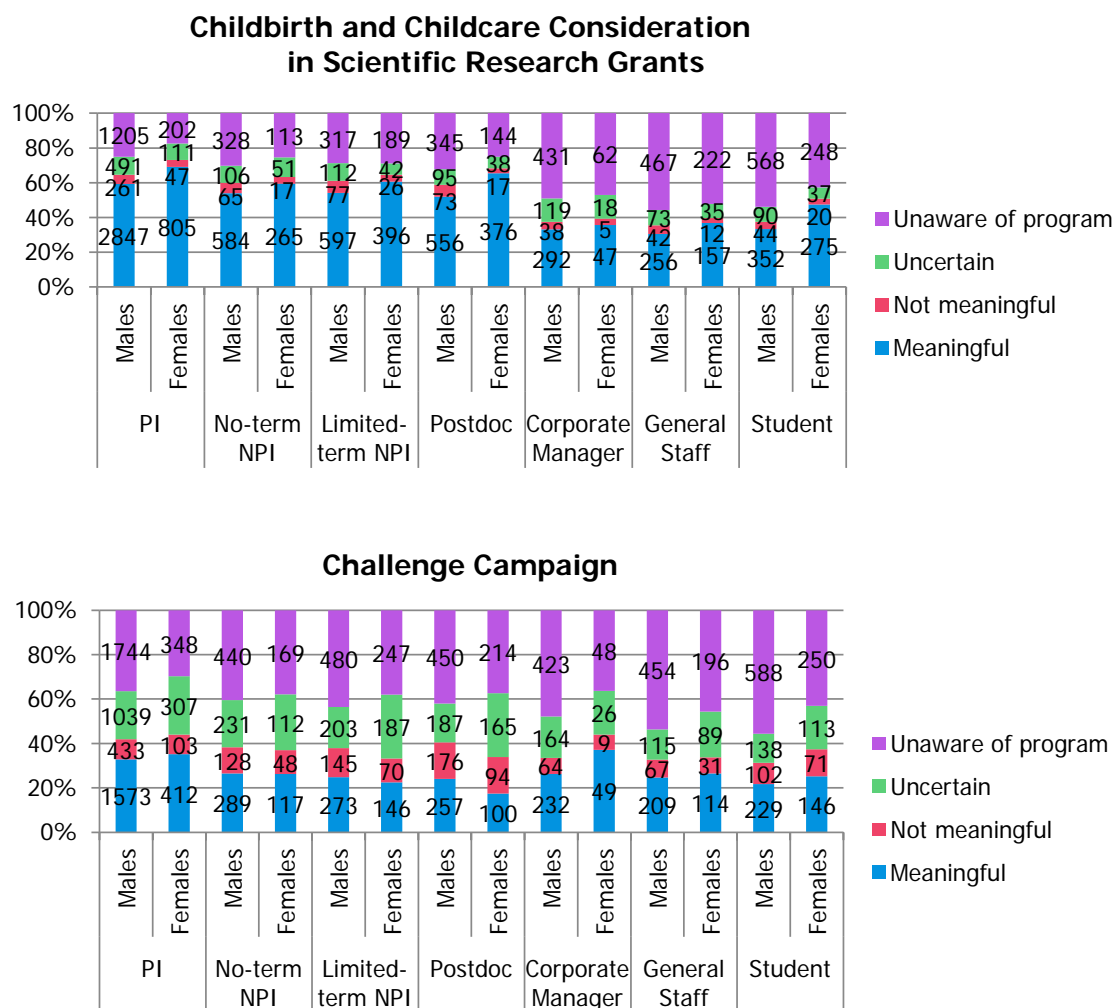 Childbirth and Childcare Consideration
in Scientific Research Grants
100%
80%
60%
40%
20%
0%
1205 202 328 113 317 189 345 144 431 62 467 222 568 248
491 111 106 51 112 42 95 38 119 18 73 35 90 37
261 47 65 17 77 26 73 17 38 5 42 12 44 20
2847 805 584 265 597 396 556 376 292 47 256 157 352 275
Males Females Males Females Males Females Males Females Males Females Males Females Males Females
PI No-term Limited- Postdoc Corporate General Student
NPI term NPI Manager Staff
Unaware of program
Uncertain
Not meaningful
Meaningful
Challenge Campaign
100%
80%
60%
40%
20%
0%
1744 348 440 169 480 247 450 214 423 48 454 196 588 250
1039 307 231 112 203 187 187 165 164 26 115 89 138 113
433 103 128 48 145 70 176 94 64 9 67 31 102 71
1573 412 289 117 273 146 257 100 232 49 209 114 229 146
Males Females Males Females Males Females Males Females Males Females Males Females Males Females
PI No-term Limited- Postdoc Corporate General Student
NPI term NPI Manager Staff
Unaware of program
Uncertain
Not meaningful
Meaningful